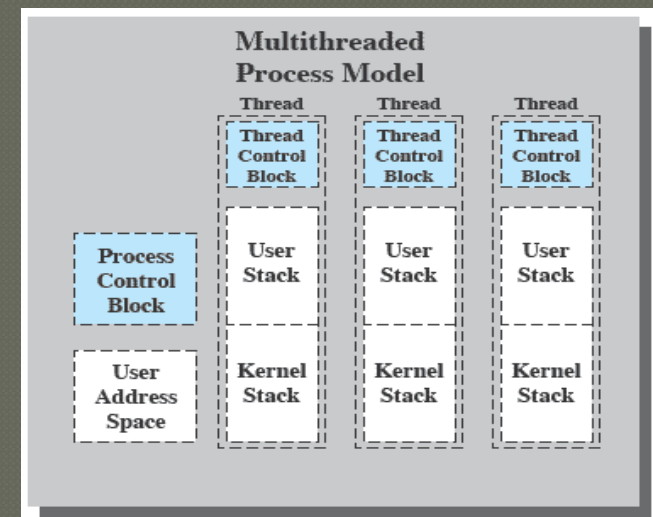 Multithreaded
Process Model
Thread
Thread
Thread
Thread
Control
Block
Thread
Control
Block
Thread
Control
Block
Process
Control
Block
User
Address
Space
User
Stack
Kernel
Stack
User
Stack
Kernel
Stack
User
Stack
Kernel
Stack